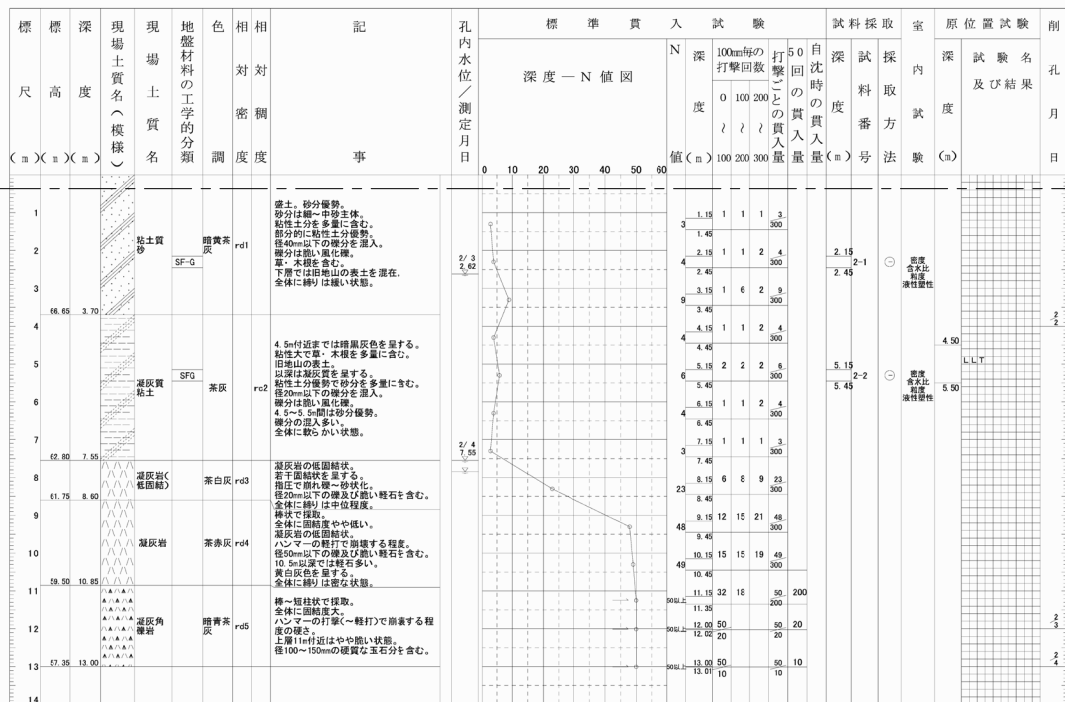 標尺 (m)
標高 (m)
深度 (m)
現場土質名（模様）
現場土質名
地盤材料の工学的分類
色調
相対密度
相対稠度
記事
孔内水位／測定月日
標準貫入試験
深度―N値図
0 10 20 30 40 50 60
N値
深度 (m)
100mm毎の打撃回数
0～100
100～200
200～300
打撃ごとの貫入量
50回の貫入量
自沈時の貫入量
試料採取
深度 (m)
試料番号
採取方法
室内試験
原位置試験
深度 (m)
試験名及び結果
削孔月日
1
2
3
4
5
6
7
8
9
10
11
12
13
14
66.65 3.70
粘土質砂
SF-G
暗黄茶灰
rd1
盛土。砂分優勢。
砂分は細～中砂主体。
粘性土分を多量に含む。
部分的に粘性土分優勢。
径40mm以下の礫分を混入。
礫分は脆い風化礫。
草・木根を含む。
下層では旧地山の表土を混在。
全体に締りは緩い状態。
2/3
2.62
62.80 7.55
凝灰質粘土
SFG
茶灰
rc2
4.5m付近までは暗黒灰色を呈する。
粘性大で草・木根を多量に含む。
旧地山の表土。
以深は凝灰質を呈する。
粘性土分優勢で砂分を多量に含む。
径20mm以下の礫分を混入。
礫分は脆い風化礫。
4.5～5.5m間は砂分優勢。
礫分の混入多い。
全体に軟らかい状態。
2/4
7.55
61.75 8.60
凝灰岩(低固結)
茶白灰
rd3
凝灰岩の低固結状。
若干固結状を呈する。
指圧で崩れ礫～砂状化。
径20mm以下の礫及び脆い軽石を含む。
全体に締りは中位程度。
59.50 10.85
凝灰岩
茶赤灰
rd4
棒状で採取。
全体に固結度やや低い。
凝灰岩の低固結状。
ハンマーの軽打で崩壊する程度。
径50mm以下の礫及び脆い軽石を含む。
10.5m以深では軽石多い。
黄白灰色を呈する。
全体に締りは密な状態。
57.35 13.00
凝灰角礫岩
暗青茶灰
rd5
棒～短柱状で採取。
全体に固結度大。
ハンマーの打撃(～軽打)で崩壊する程
度の硬さ。
上層11m付近はやや脆い状態。
径100～150mmの硬質な玉石分を含む。
3 1.15 1.45 1 1 1 3/300
4 2.15 2.45 1 1 2 4/300
9 3.15 3.45 1 6 2 9/300
4 4.15 4.45 1 1 2 4/300
6 5.15 5.45 2 2 2 6/300
4 6.15 6.45 1 1 2 4/300
3 7.15 7.45 1 1 1 3/300
23 8.15 8.45 6 8 9 23/300
48 9.15 9.45 12 15 21 48/300
49 10.15 10.45 15 15 19 49/300
50以上 11.15 11.35 32 18 50/200 200
50以上 12.00 12.02 50/20 50/20 20
50以上 13.00 13.01 50/10 50/10 10
2.15
2.45
2-1
密度
含水比
粒度
液性塑性
5.15
5.45
2-2
密度
含水比
粒度
液性塑性
4.50
5.50
LLT
2/2
2/3
2/4